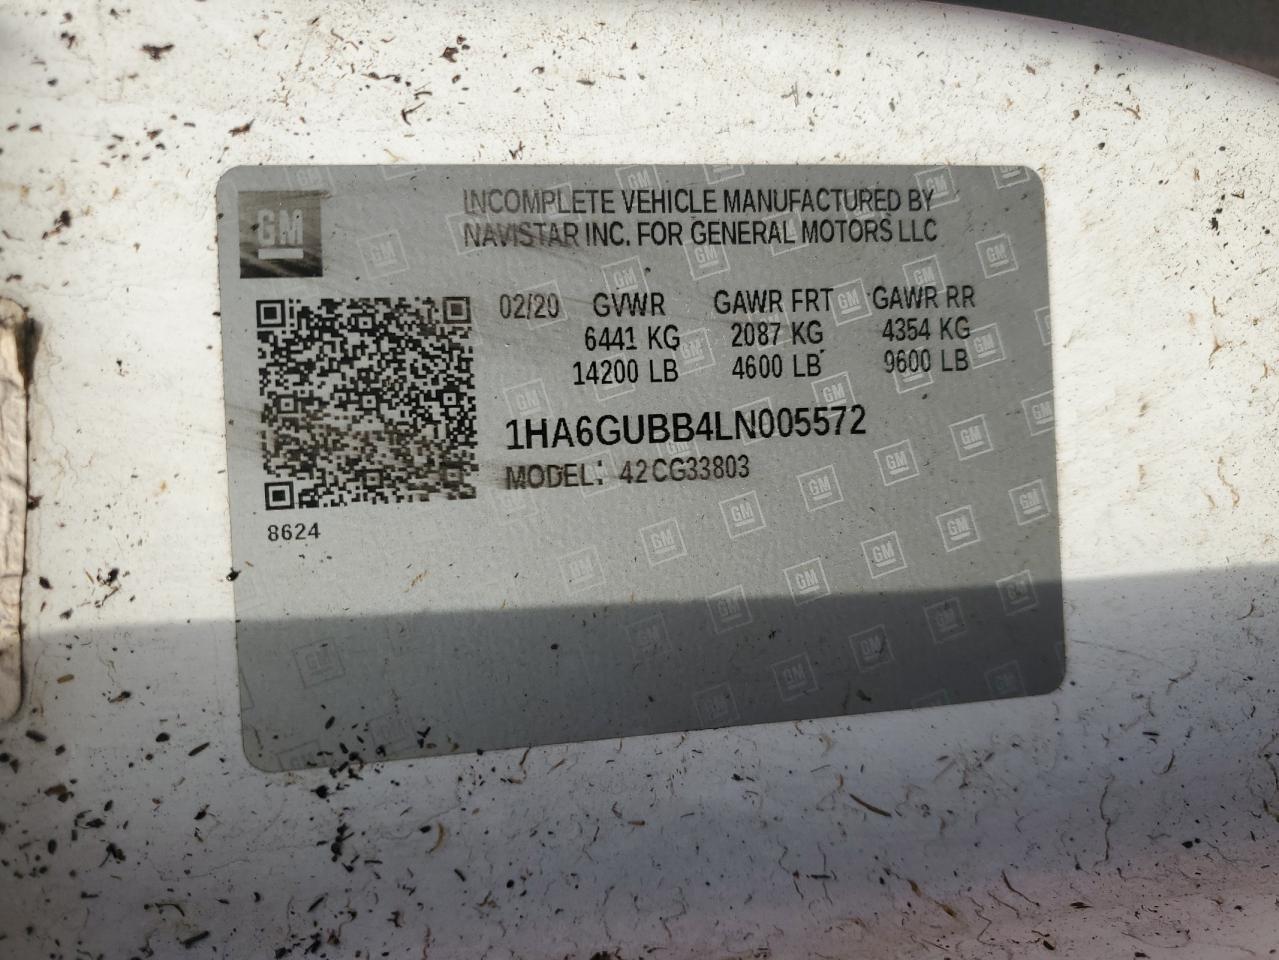 GM
INCOMPLETE VEHICLE MANUFACTURED BY
NAVISTAR INC. FOR GENERAL MOTORS LLC
02/20 GVWR GAWR FRT GAWR RR
6441 KG 2087 KG 4354 KG
14200 LB 4600 LB 9600 LB
1HA6GUBB4LN005572
MODEL: 42CG33803
8624